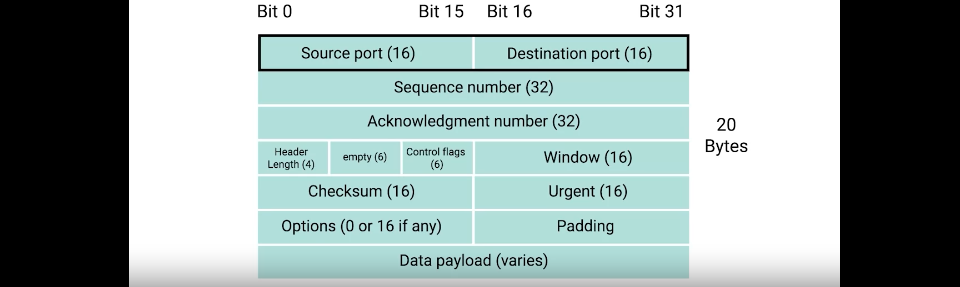 Bit 0 Bit 15 Bit 16 Bit 31
Source port (16) Destination port (16)
Sequence number (32)
Acknowledgment number (32)
20
Bytes
Header
Length (4)
empty (6)
Control flags
(6)
Window (16)
Checksum (16) Urgent (16)
Options (0 or 16 if any) Padding
Data payload (varies)